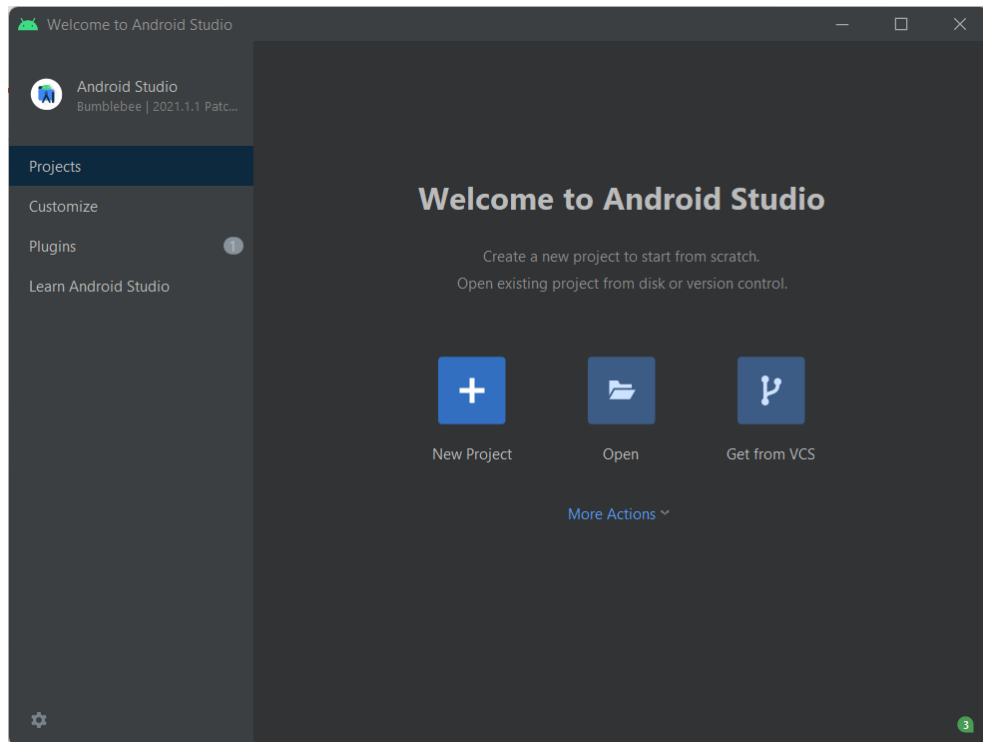 Welcome to Android Studio
Android Studio
Bumblebee | 2021.1.1 Patc...
Projects
Customize
Plugins
1
Learn Android Studio
Welcome to Android Studio
Create a new project to start from scratch.
Open existing project from disk or version control.
New Project
Open
Get from VCS
More Actions
3